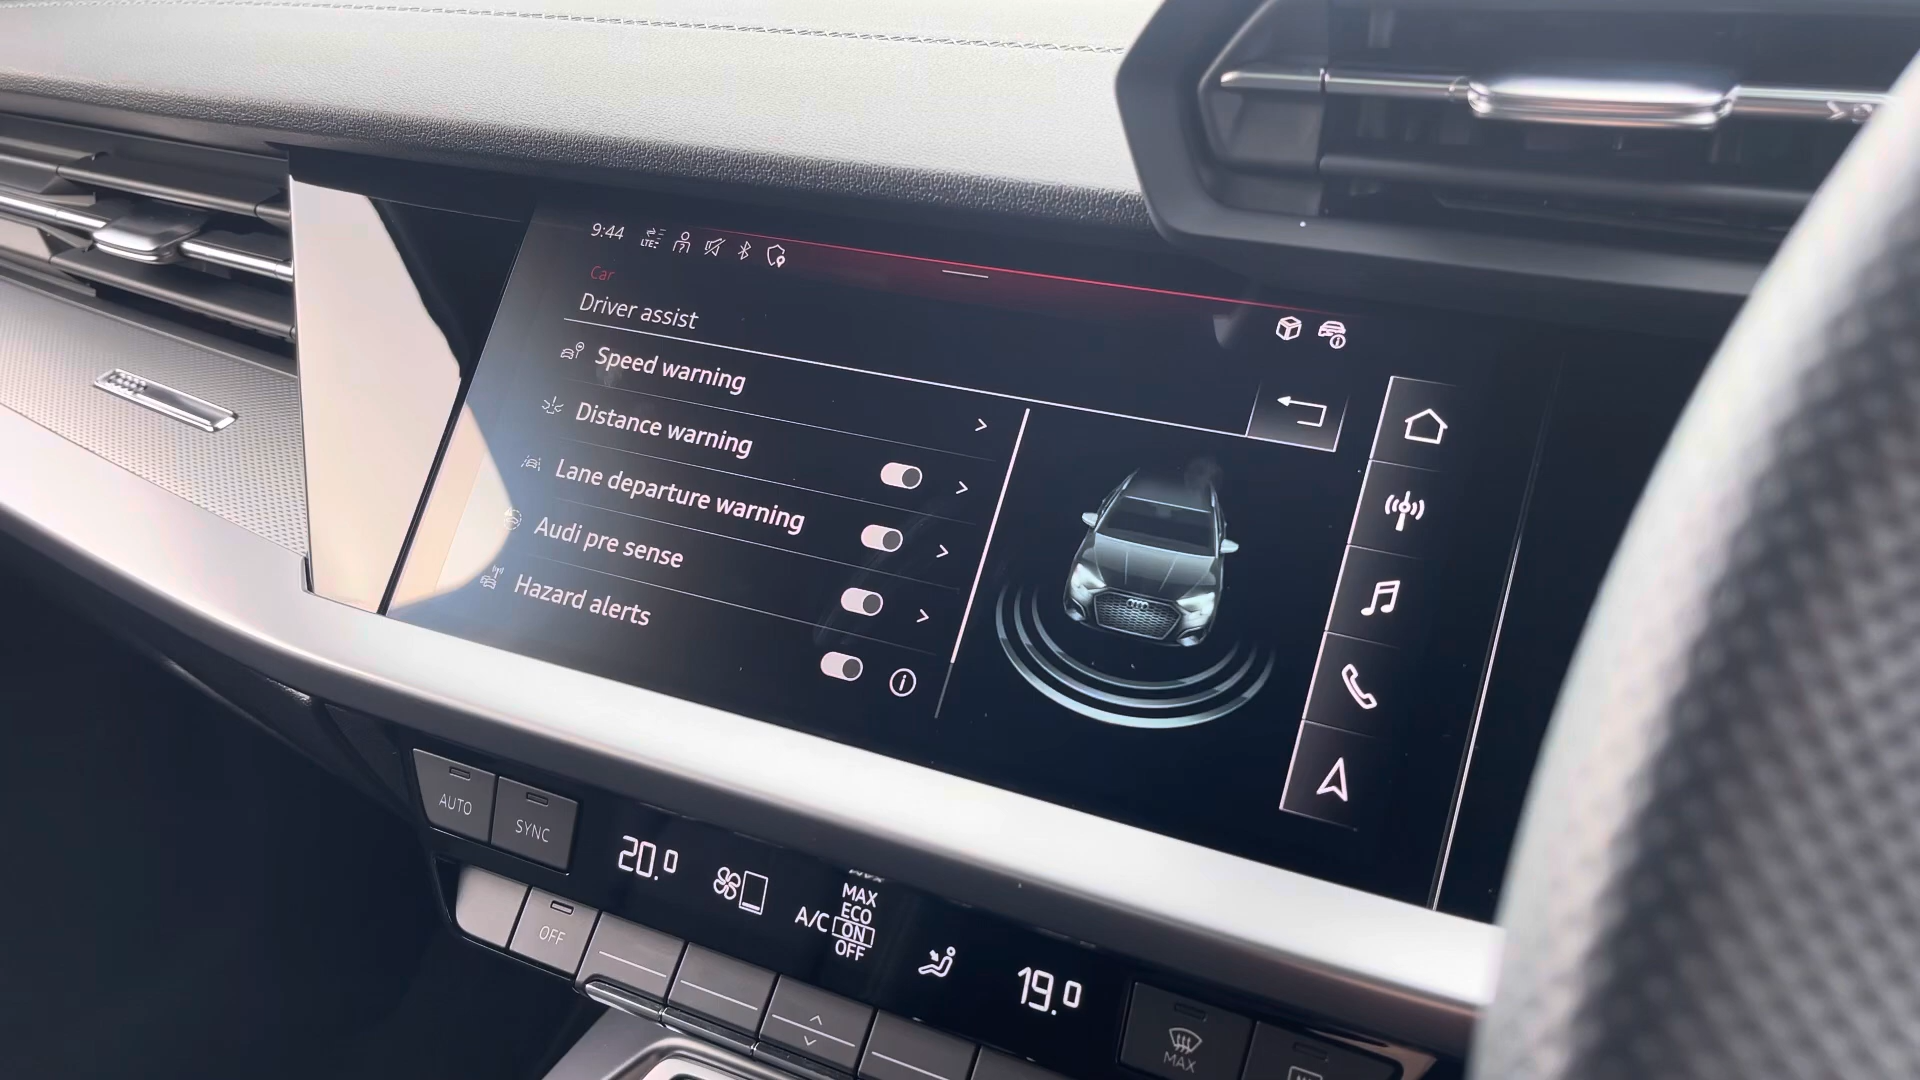 9:44
LTE
Car
Driver assist
Speed warning
Distance warning
Lane departure warning
Audi pre sense
Hazard alerts
AUTO
SYNC
OFF
20.0
A/C
MAX
ECO
ON
OFF
19.0
MAX